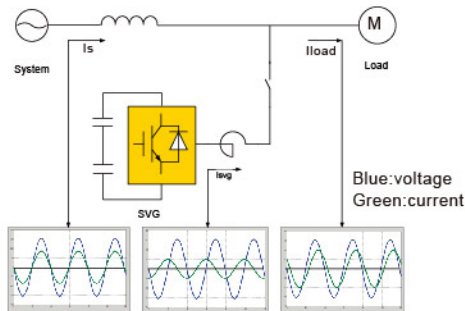 M
Is
Iload
System
Load
Isvg
SVG
Blue:voltage
Green:current